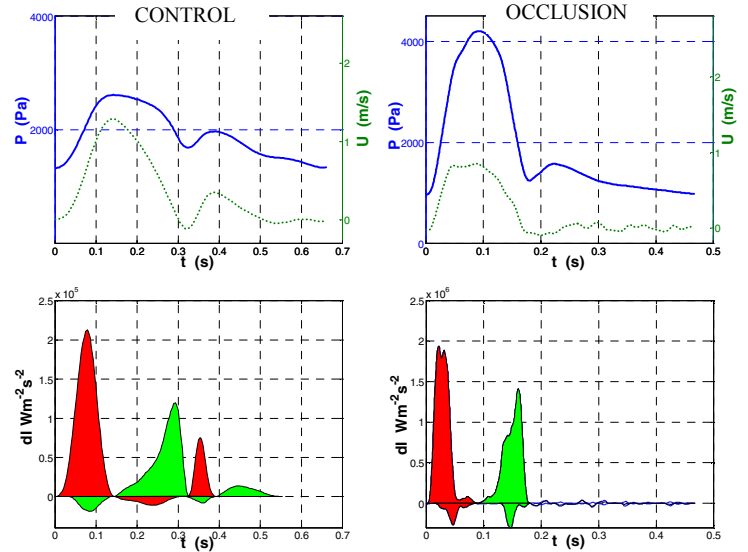 CONTROL
4000
2000
0
P (Pa)
2
1
0
U (m/s)
0 0.1 0.2 0.3 0.4 0.5 0.6 0.7
t (s)
OCCLUSION
4000
2000
0
P (Pa)
2
1
0
U (m/s)
0 0.1 0.2 0.3 0.4 0.5
t (s)
2.5 x 10^5
2
1.5
1
0.5
0
dI Wm^-2s^-2
0 0.1 0.2 0.3 0.4 0.5 0.6 0.7
t (s)
2.5 x 10^6
2
1.5
1
0.5
0
dI Wm^-2s^-2
0 0.1 0.2 0.3 0.4 0.5
t (s)